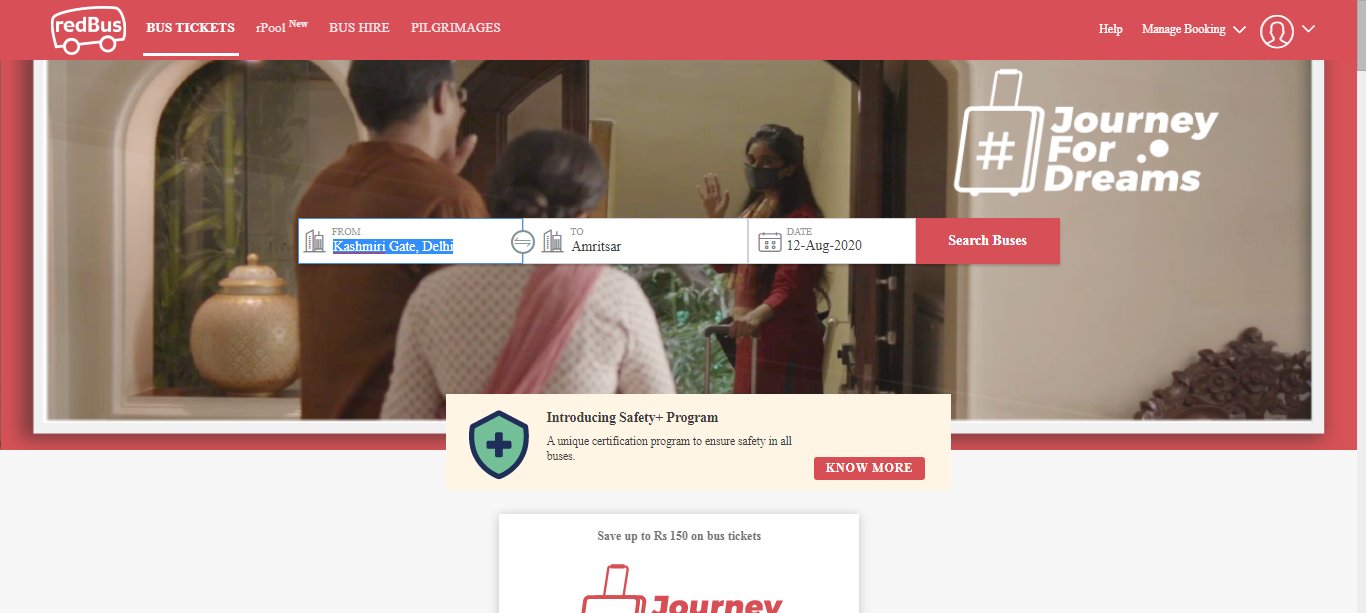 redBus
BUS TICKETS
rPool New
BUS HIRE
PILGRIMAGES
Help
Manage Booking
# Journey
For
Dreams
FROM
Kashmiri Gate, Delhi
TO
Amritsar
DATE
12-Aug-2020
Search Buses
Introducing Safety+ Program
A unique certification program to ensure safety in all
buses.
KNOW MORE
Save up to Rs 150 on bus tickets
Journey